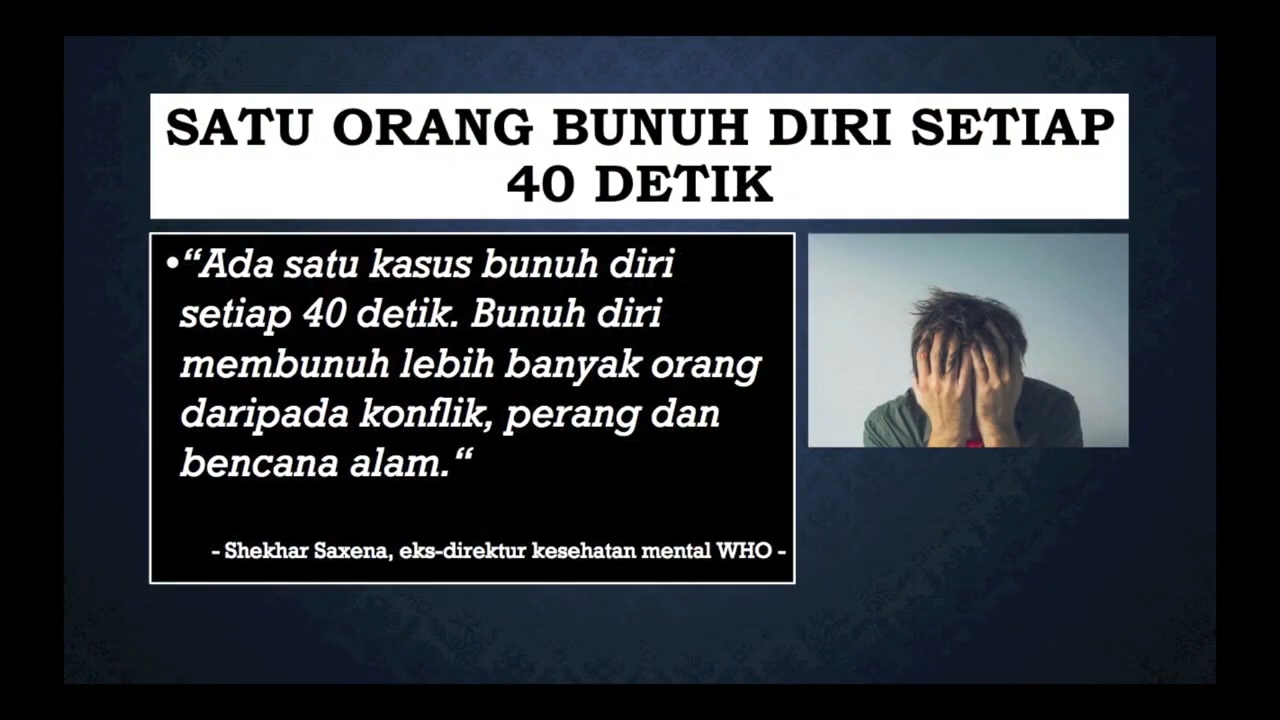 SATU ORANG BUNUH DIRI SETIAP
40 DETIK
•“Ada satu kasus bunuh diri
setiap 40 detik. Bunuh diri
membunuh lebih banyak orang
daripada konflik, perang dan
bencana alam.“
- Shekhar Saxena, eks-direktur kesehatan mental WHO -